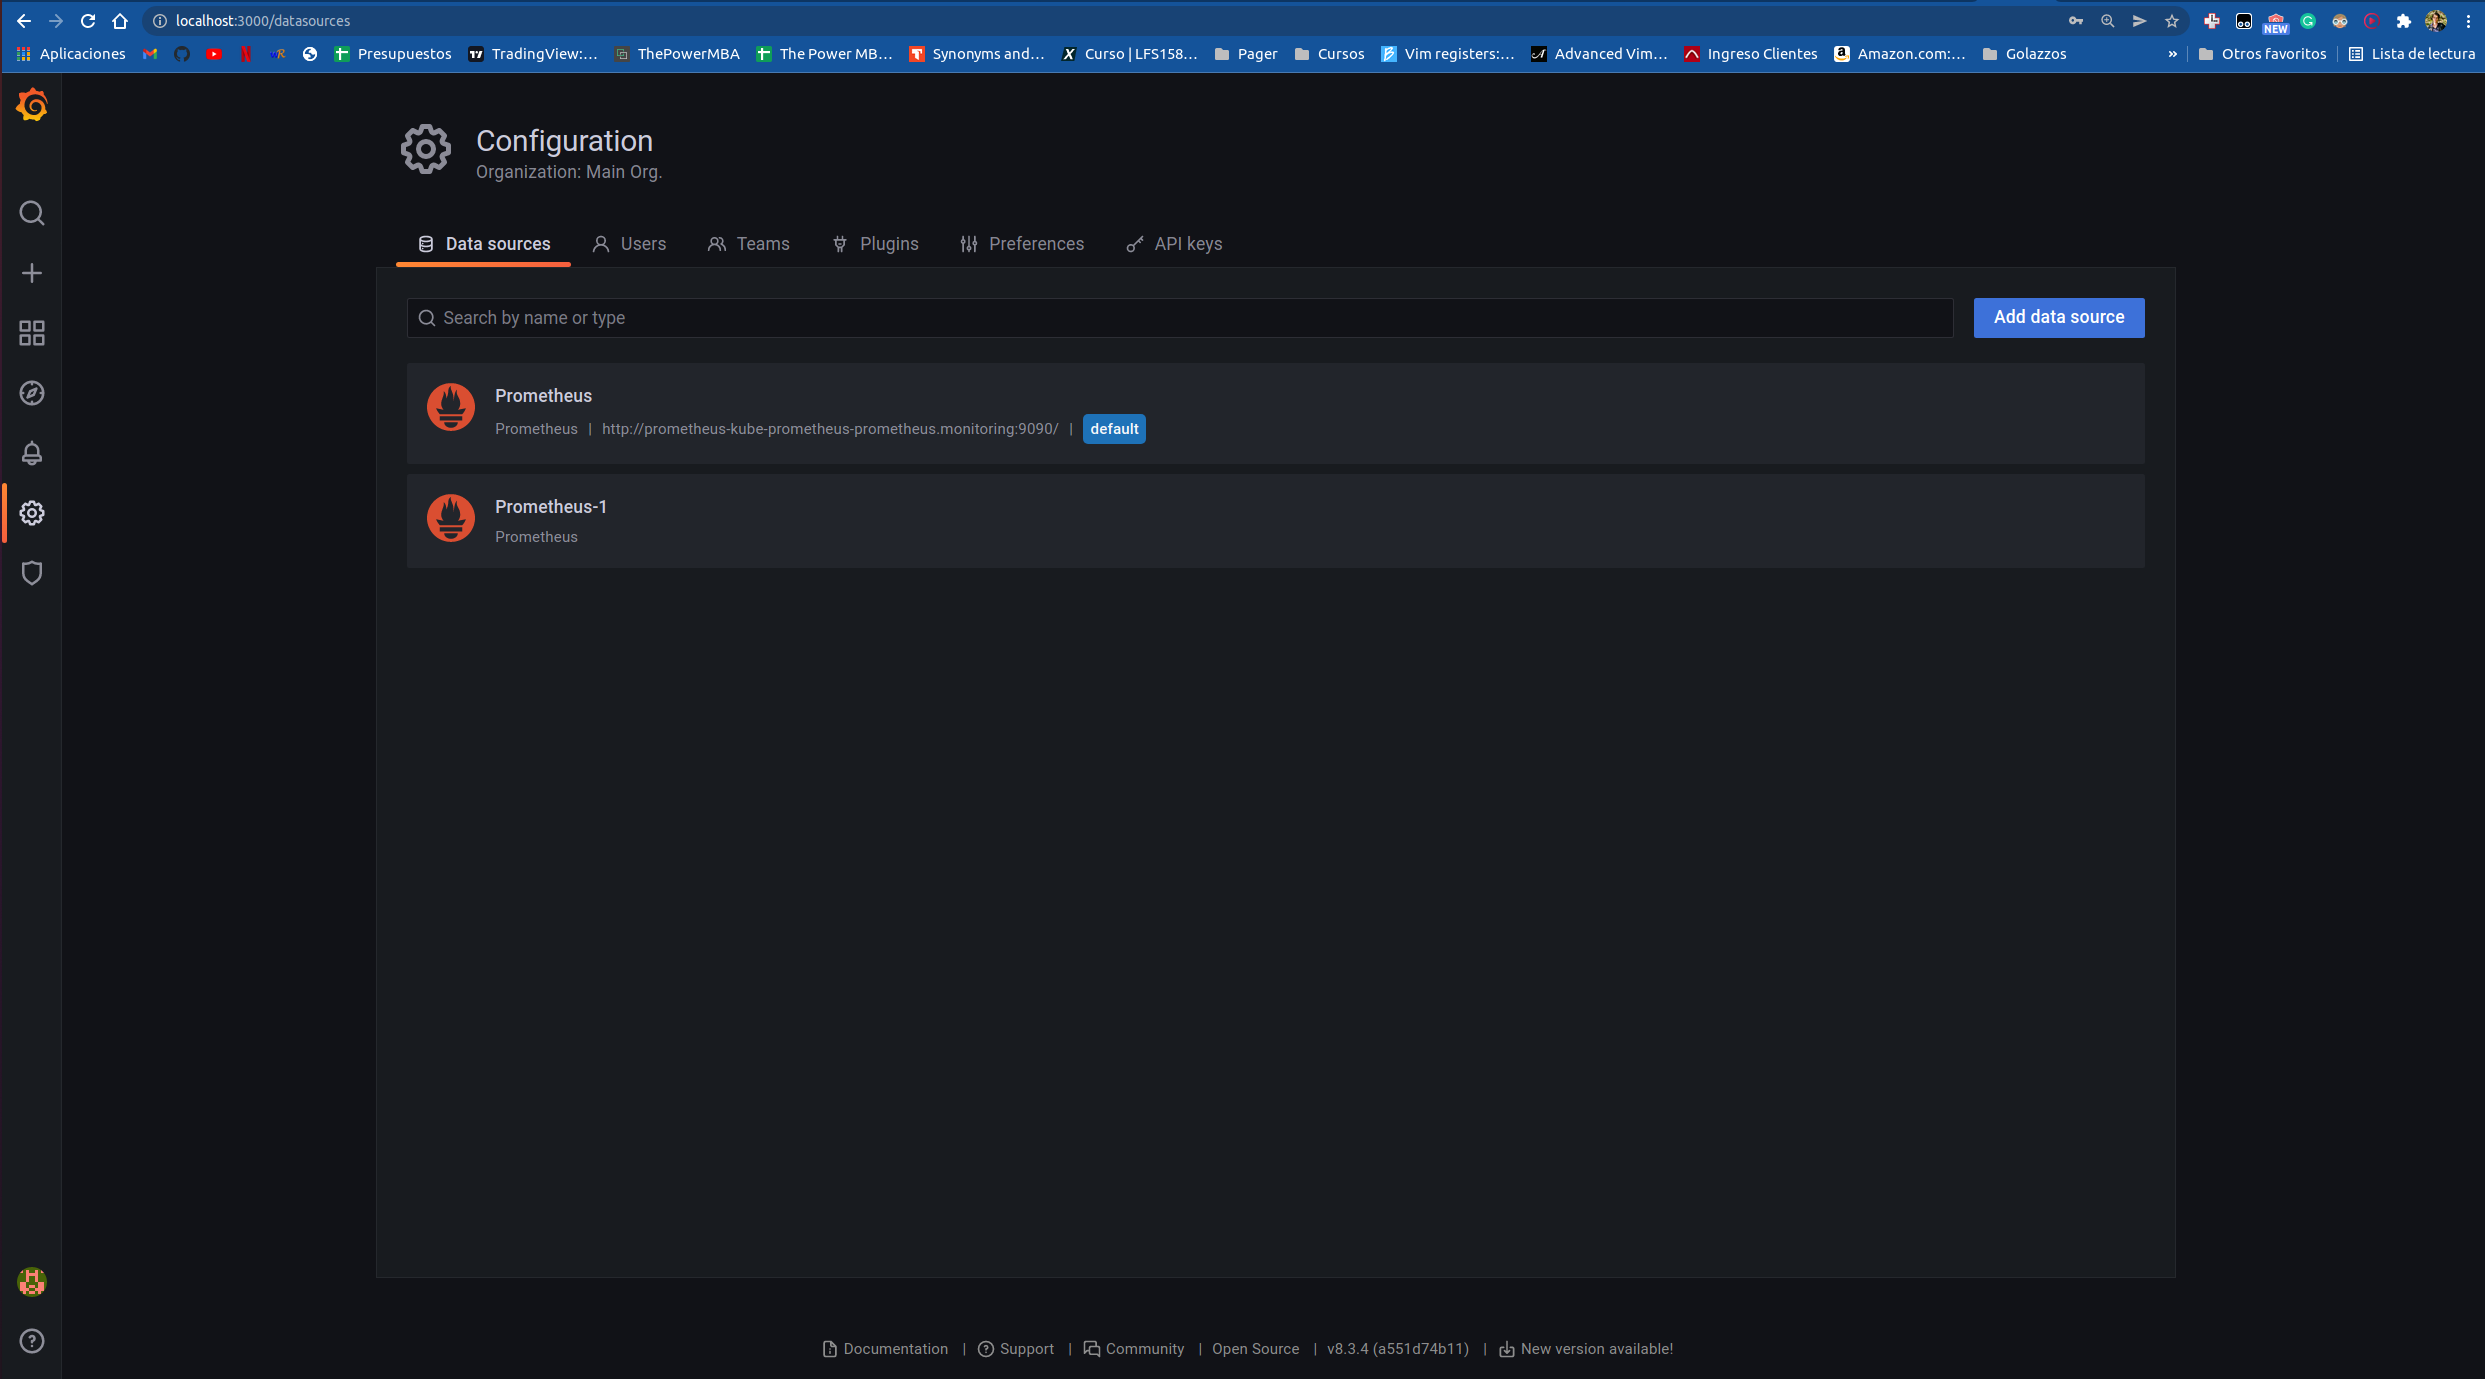 localhost:3000/datasources
Aplicaciones Presupuestos TradingView:... ThePowerMBA The Power MB... Synonyms and... Curso | LFS158... Pager Cursos Vim registers:... Advanced Vim... Ingreso Clientes Amazon.com:... Golazzos » Otros favoritos Lista de lectura
NEW
Configuration
Organization: Main Org.
Data sources Users Teams Plugins Preferences API keys
Search by name or type Add data source
Prometheus
Prometheus | http://prometheus-kube-prometheus-prometheus.monitoring:9090/ | default
Prometheus-1
Prometheus
Documentation | Support | Community | Open Source | v8.3.4 (a551d74b11) | New version available!